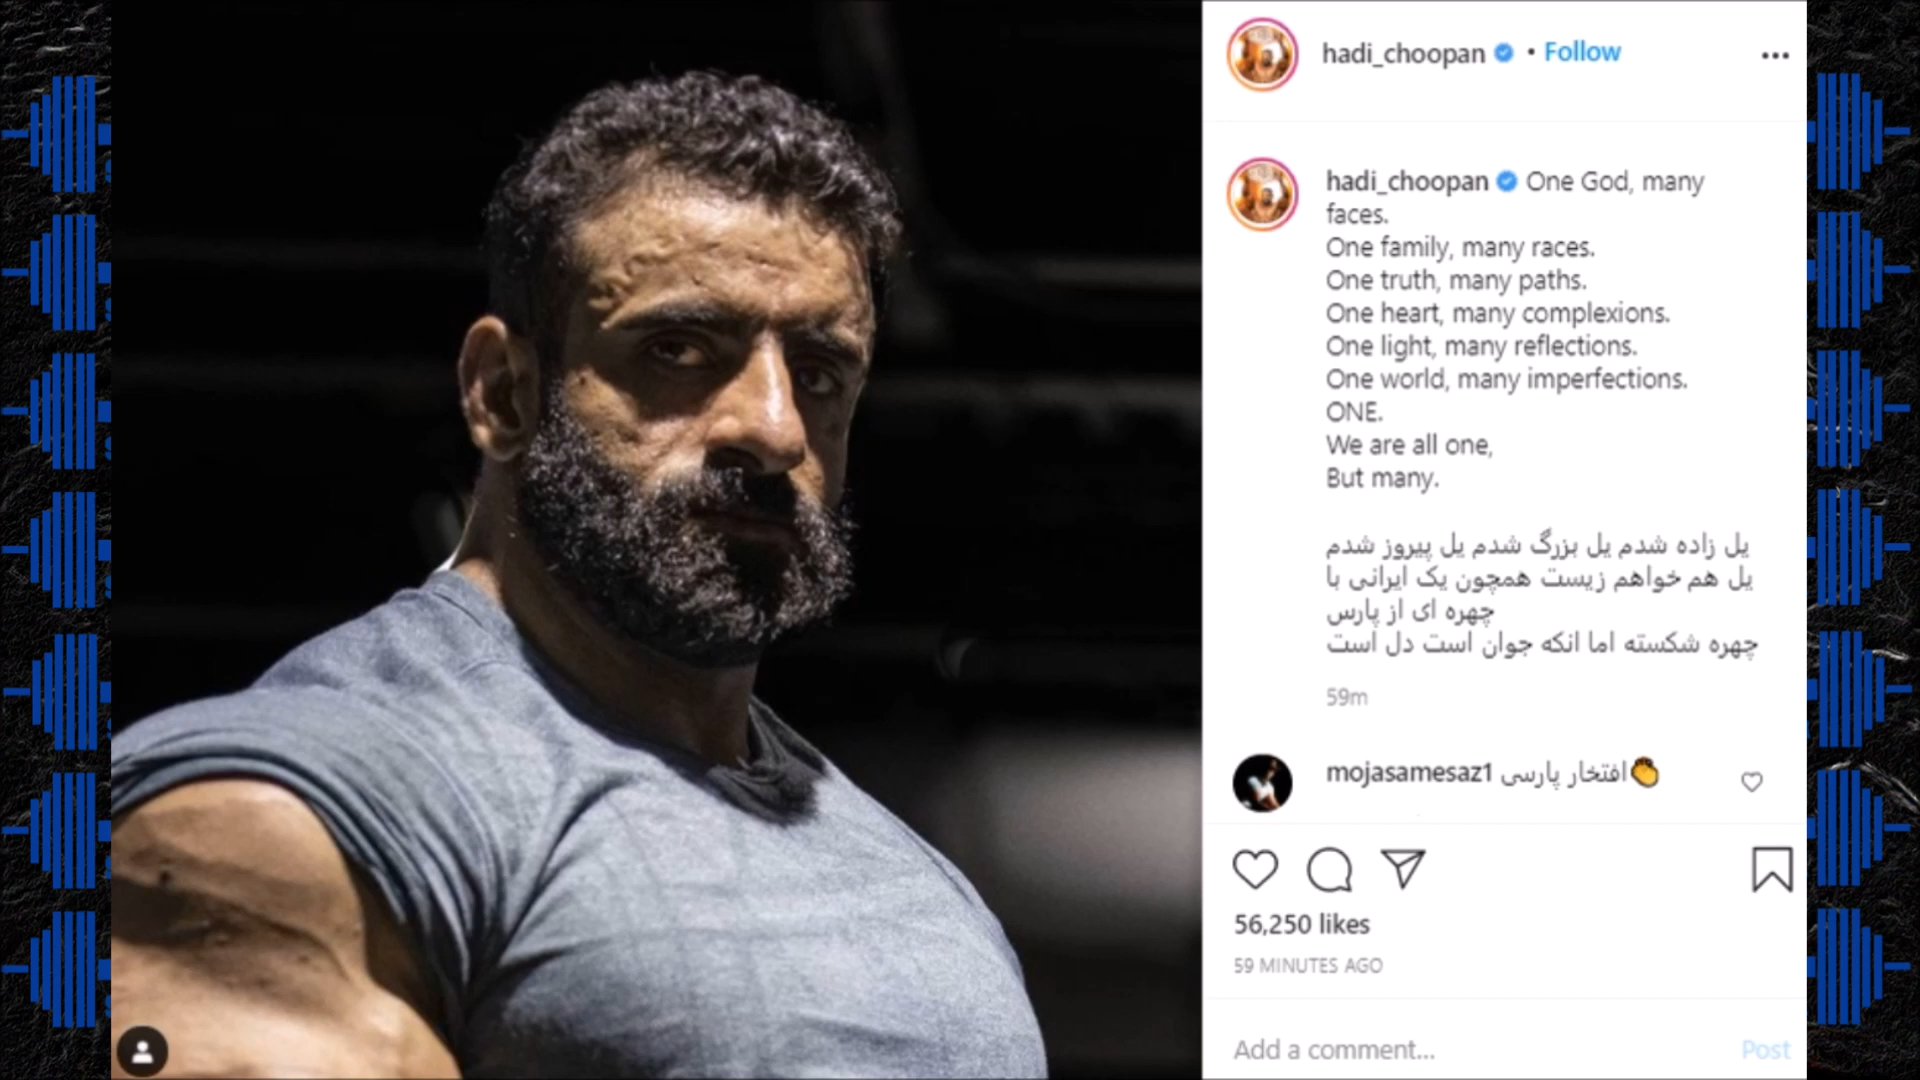 hadi_choopan • Follow
hadi_choopan One God, many
faces.
One family, many races.
One truth, many paths.
One heart, many complexions.
One light, many reflections.
One world, many imperfections.
ONE.
We are all one,
But many.
یل زاده شدم یل بزرگ شدم یل پیروز شدم
یل هم خواهم زیست همچون یک ایرانی با
چهره ای از پارس
چهره شکسته اما انکه جوان است دل است
59m
mojasamesaz1 افتخار پارسی👏
56,250 likes
59 MINUTES AGO
Add a comment... Post